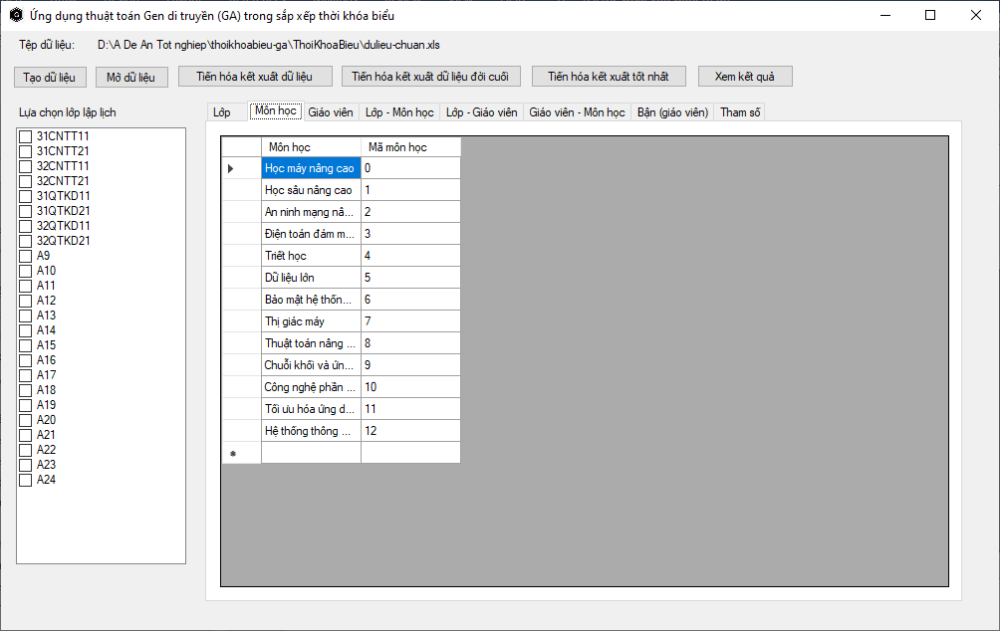 Ứng dụng thuật toán Gen di truyền (GA) trong sắp xếp thời khóa biểu
Tệp dữ liệu: D:\A De An Tot nghiep\thoikhoabieu-ga\ThoiKhoaBieu\dulieu-chuan.xls
Tạo dữ liệu Mở dữ liệu Tiến hóa kết xuất dữ liệu Tiến hóa kết xuất dữ liệu đời cuối Tiến hóa kết xuất tốt nhất Xem kết quả
Lựa chọn lớp lập lịch
31CNTT11
31CNTT21
32CNTT11
32CNTT21
31QTKD11
31QTKD21
32QTKD11
32QTKD21
A9
A10
A11
A12
A13
A14
A15
A16
A17
A18
A19
A20
A21
A22
A23
A24
Lớp Môn học Giáo viên Lớp - Môn học Lớp - Giáo viên Giáo viên - Môn học Bận (giáo viên) Tham số
Môn học Mã môn học
Học máy nâng cao 0
Học sâu nâng cao 1
An ninh mạng nâ... 2
Điện toán đám m... 3
Triết học 4
Dữ liệu lớn 5
Bảo mật hệ thốn... 6
Thị giác máy 7
Thuật toán nâng ... 8
Chuỗi khối và ứn... 9
Công nghệ phần ... 10
Tối ưu hóa ứng d... 11
Hệ thống thông ... 12